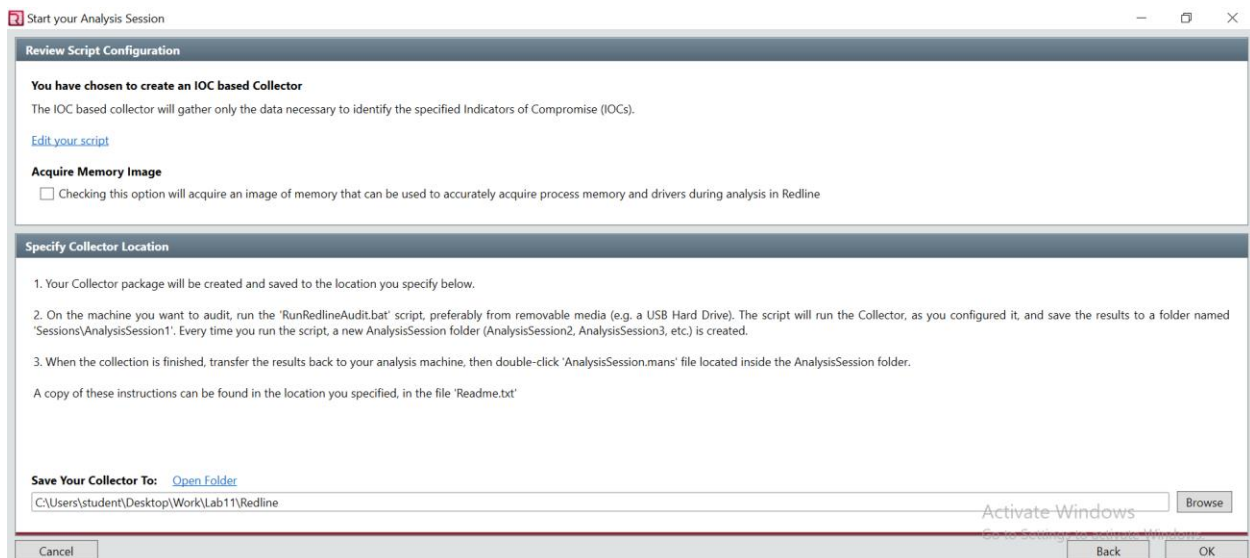 Start your Analysis Session
Review Script Configuration
You have chosen to create an IOC based Collector
The IOC based collector will gather only the data necessary to identify the specified Indicators of Compromise (IOCs).
Edit your script
Acquire Memory Image
Checking this option will acquire an image of memory that can be used to accurately acquire process memory and drivers during analysis in Redline
Specify Collector Location
1. Your Collector package will be created and saved to the location you specify below.
2. On the machine you want to audit, run the 'RunRedlineAudit.bat' script, preferably from removable media (e.g. a USB Hard Drive). The script will run the Collector, as you configured it, and save the results to a folder named
'Sessions\AnalysisSession1'. Every time you run the script, a new AnalysisSession folder (AnalysisSession2, AnalysisSession3, etc.) is created.
3. When the collection is finished, transfer the results back to your analysis machine, then double-click 'AnalysisSession.mans' file located inside the AnalysisSession folder.
A copy of these instructions can be found in the location you specified, in the file 'Readme.txt'
Save Your Collector To: Open Folder
C:\Users\student\Desktop\Work\Lab11\Redline
Browse
Activate Windows
Go to Settings to activate Windows.
Cancel Back OK